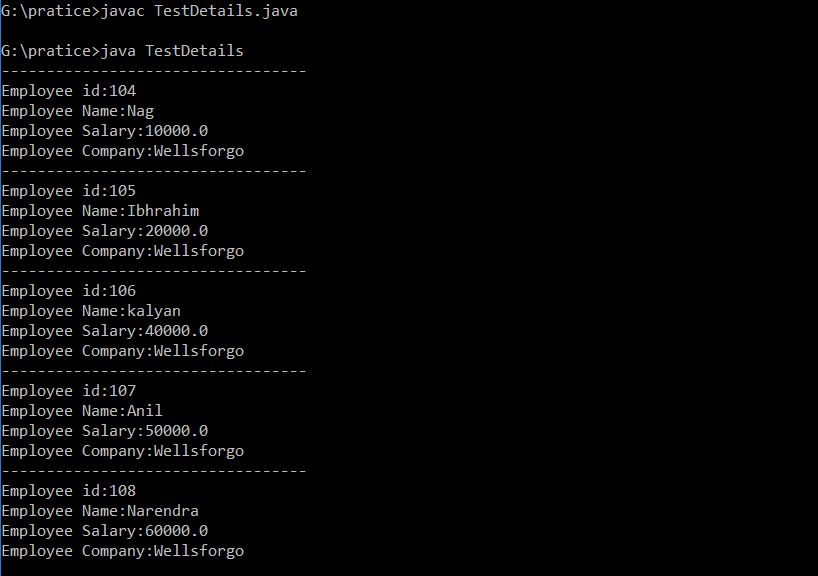 G:\pratice>javac TestDetails.java
G:\pratice>java TestDetails
----------------------------------
Employee id:104
Employee Name:Nag
Employee Salary:10000.0
Employee Company:Wellsforgo
----------------------------------
Employee id:105
Employee Name:Ibhrahim
Employee Salary:20000.0
Employee Company:Wellsforgo
----------------------------------
Employee id:106
Employee Name:kalyan
Employee Salary:40000.0
Employee Company:Wellsforgo
----------------------------------
Employee id:107
Employee Name:Anil
Employee Salary:50000.0
Employee Company:Wellsforgo
----------------------------------
Employee id:108
Employee Name:Narendra
Employee Salary:60000.0
Employee Company:Wellsforgo